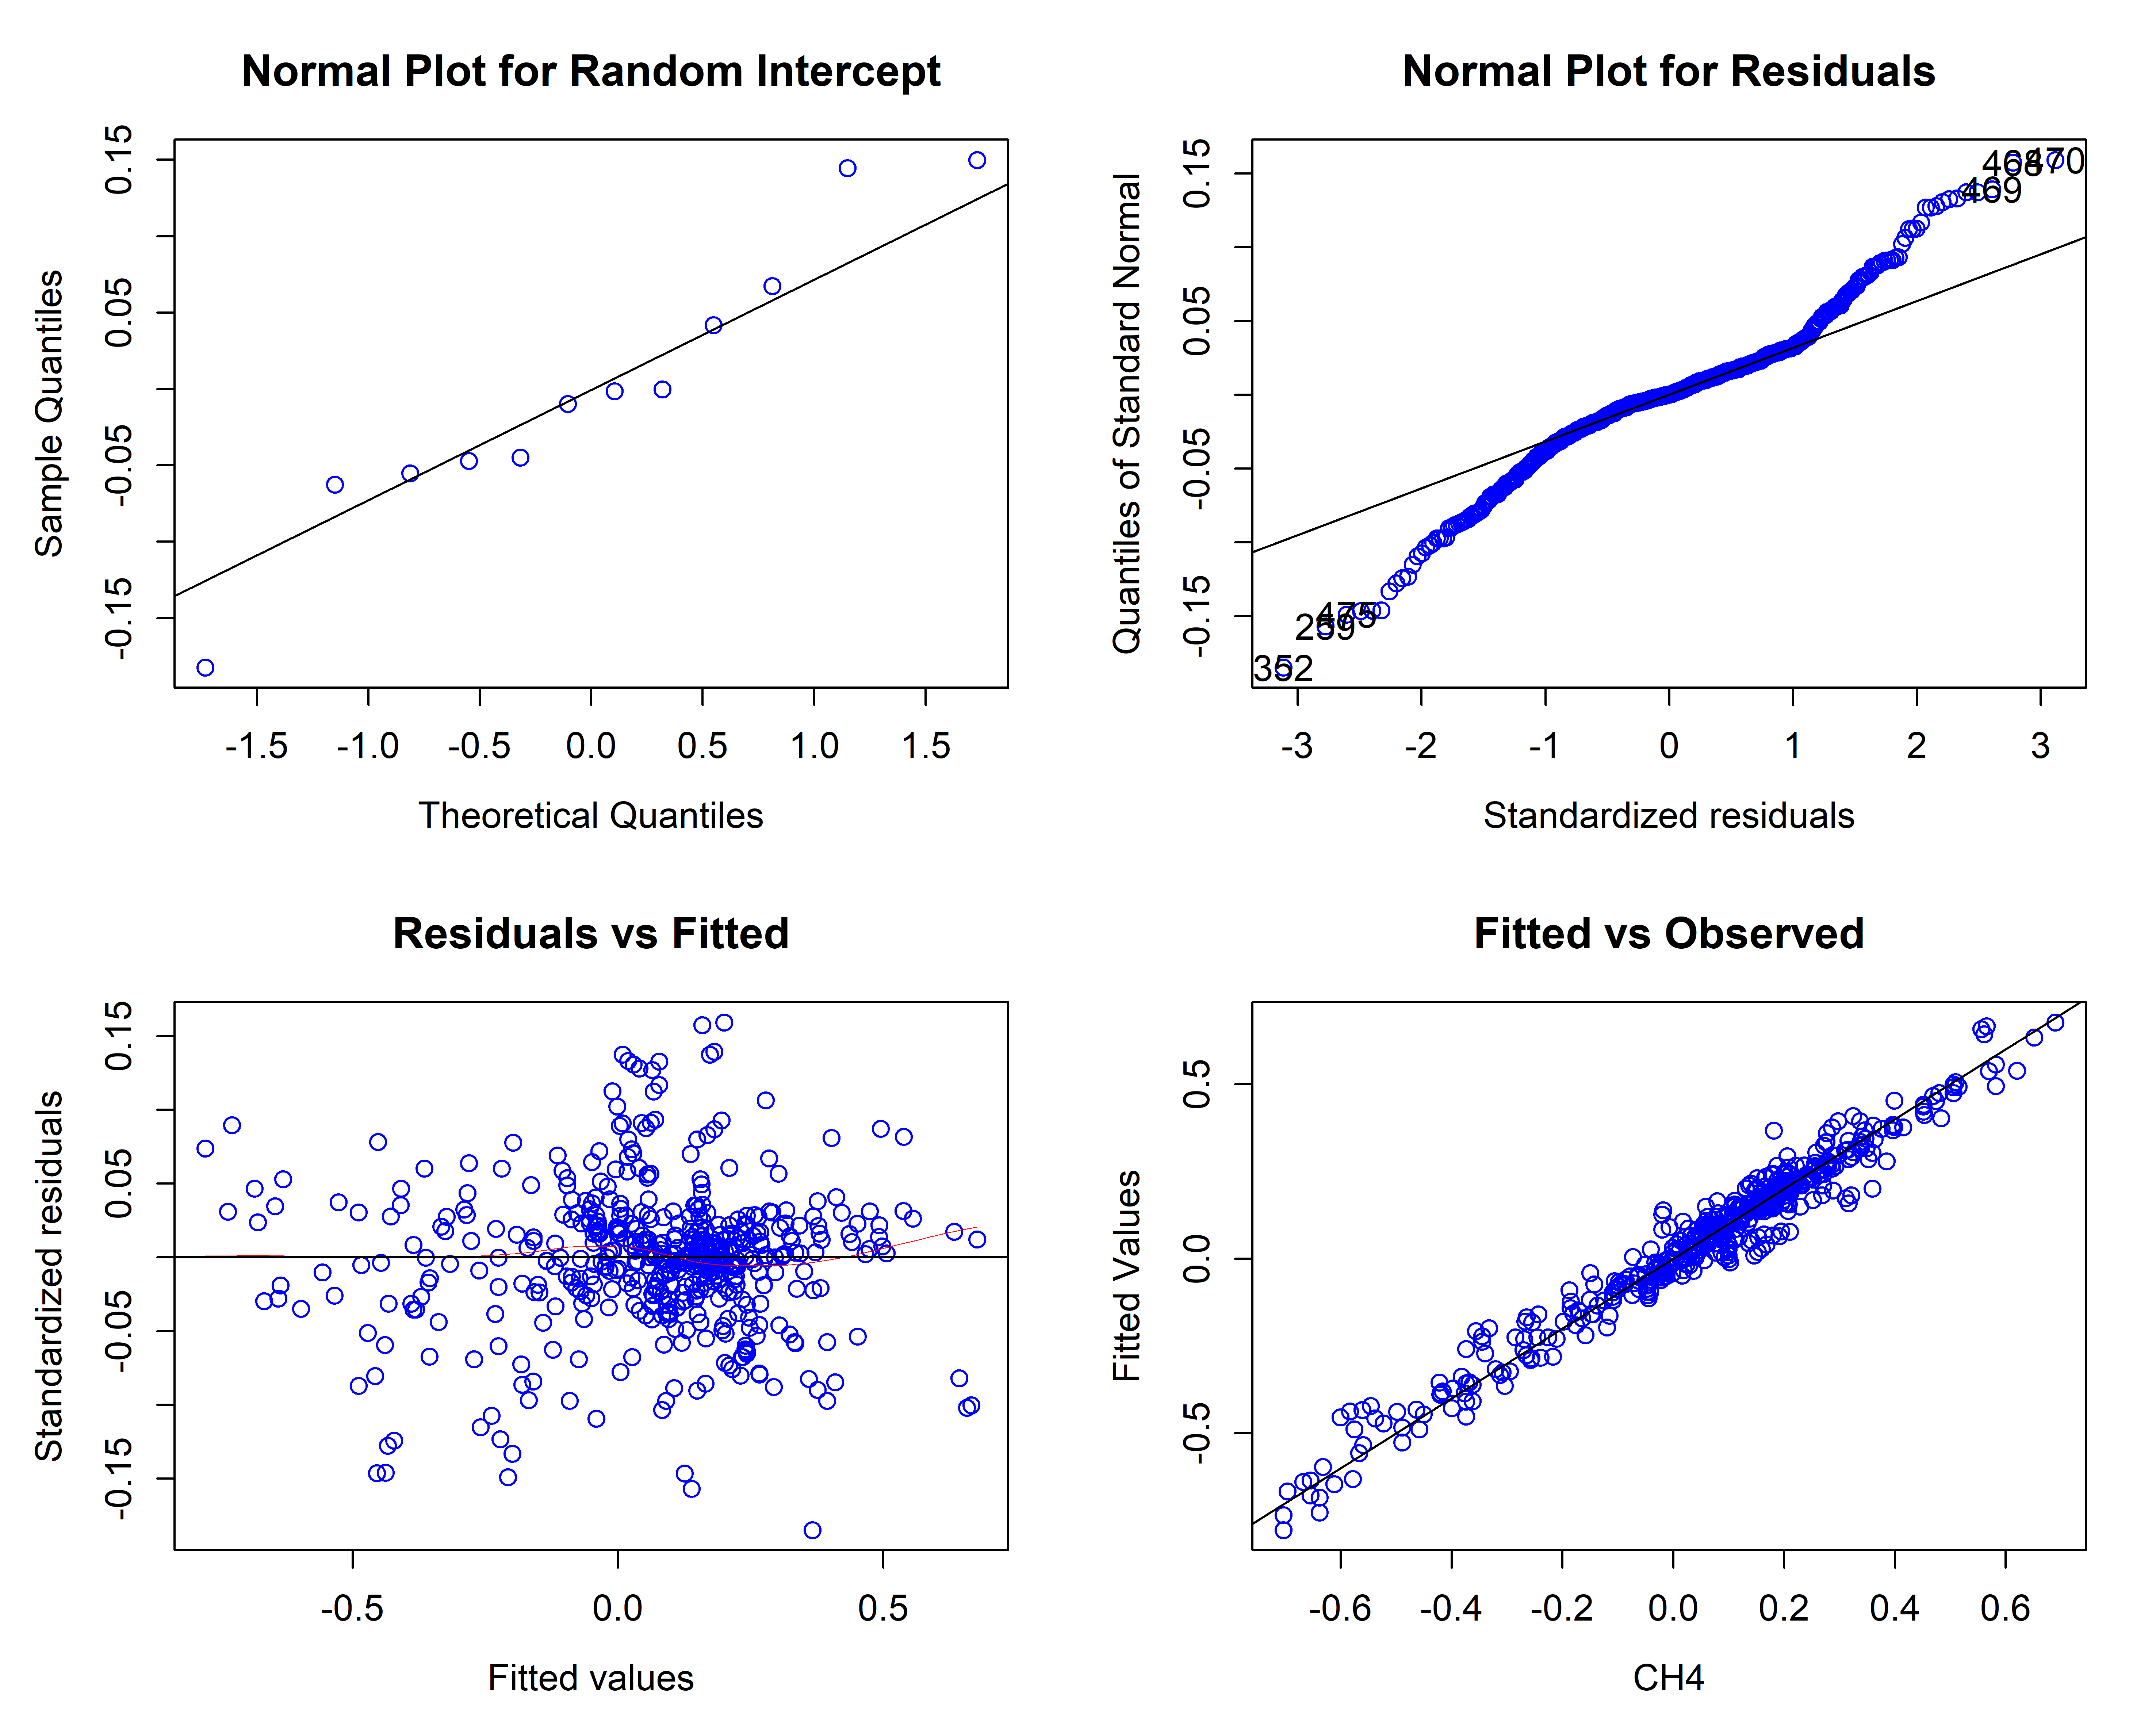 Normal Plot for Random Intercept
Sample Quantiles
0.15
0.05
-0.05
-0.15
-1.5 -1.0 -0.5 0.0 0.5 1.0 1.5
Theoretical Quantiles
Normal Plot for Residuals
Quantiles of Standard Normal
0.15
0.05
-0.05
-0.15
468 470
469
475
259
352
-3 -2 -1 0 1 2 3
Standardized residuals
Residuals vs Fitted
Standardized residuals
0.15
0.05
-0.05
-0.15
-0.5 0.0 0.5
Fitted values
Fitted vs Observed
Fitted Values
0.5
0.0
-0.5
-0.6 -0.4 -0.2 0.0 0.2 0.4 0.6
CH4